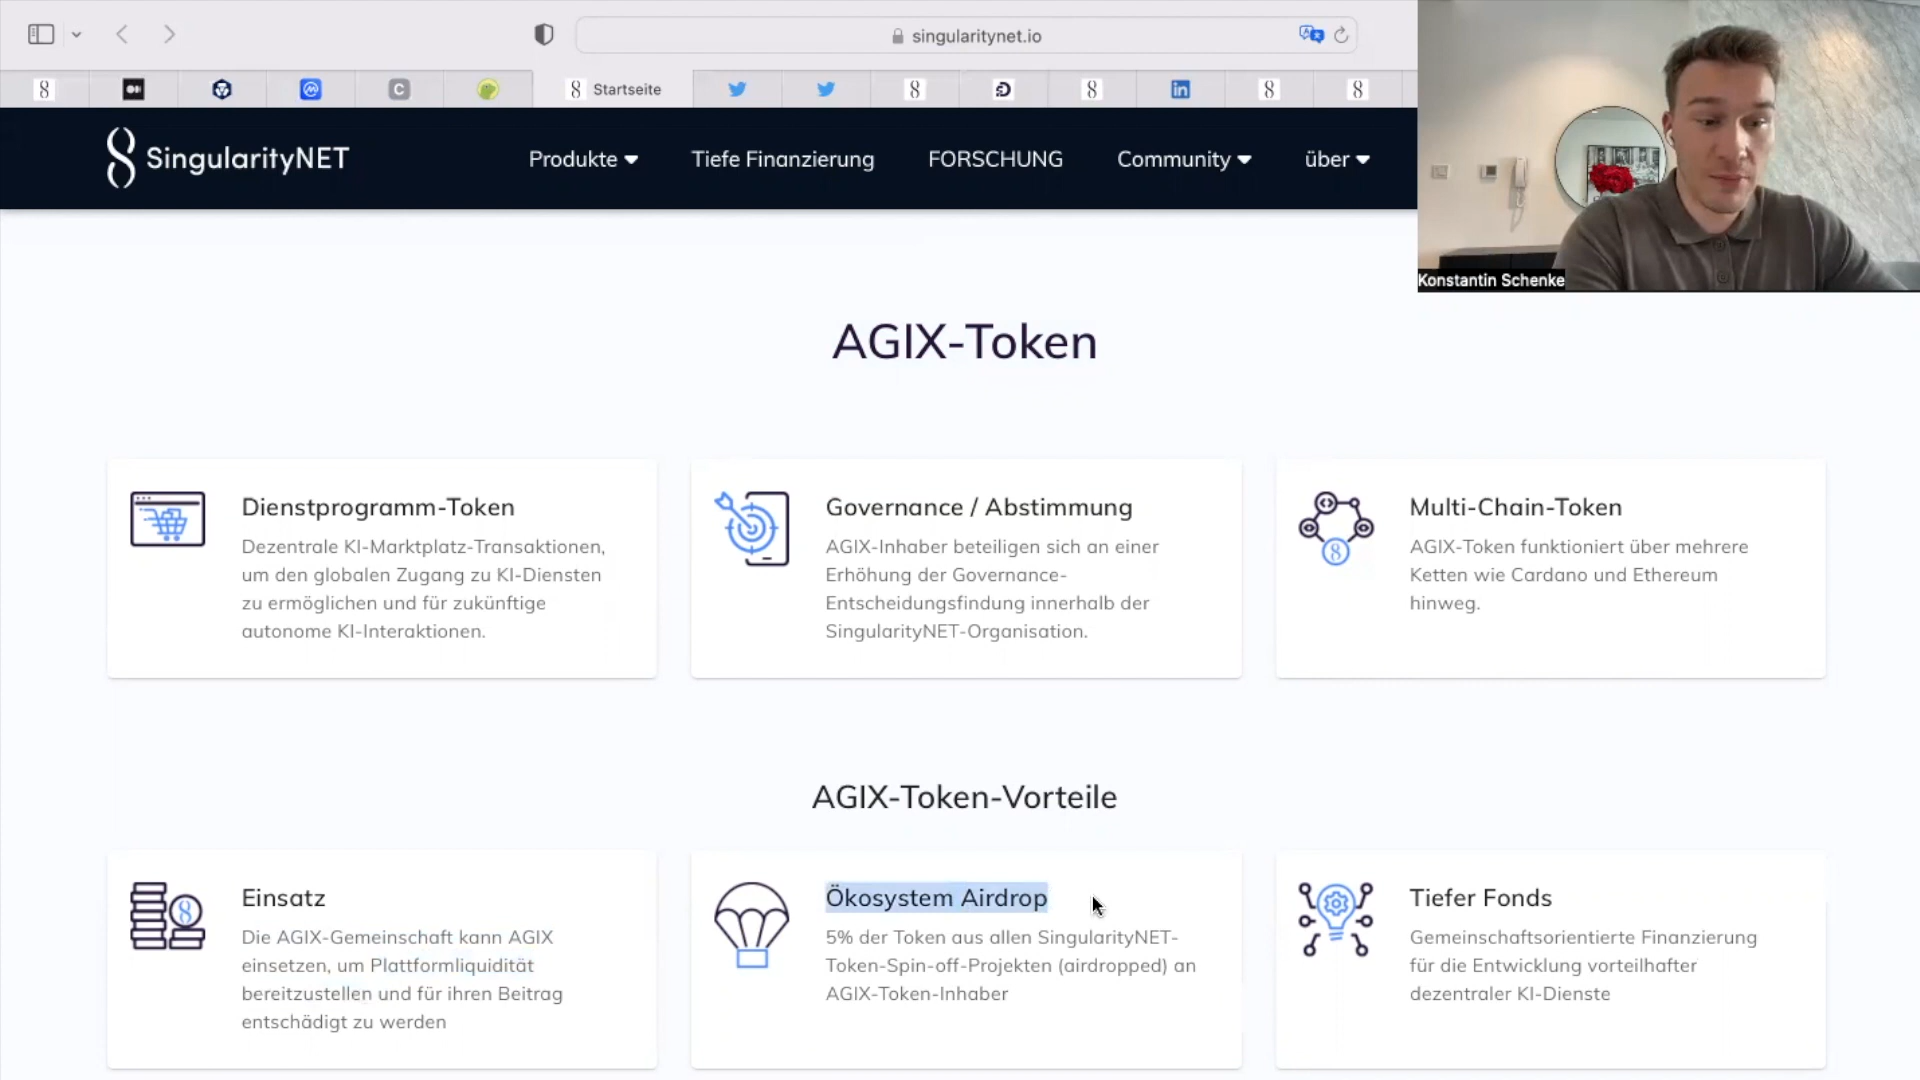 singularitynet.io
Startseite
SingularityNET
Produkte
Tiefe Finanzierung
FORSCHUNG
Community
über
Konstantin Schenke
AGIX-Token
Dienstprogramm-Token
Dezentrale KI-Marktplatz-Transaktionen,
um den globalen Zugang zu KI-Diensten
zu ermöglichen und für zukünftige
autonome KI-Interaktionen.
Governance / Abstimmung
AGIX-Inhaber beteiligen sich an einer
Erhöhung der Governance-
Entscheidungsfindung innerhalb der
SingularityNET-Organisation.
Multi-Chain-Token
AGIX-Token funktioniert über mehrere
Ketten wie Cardano und Ethereum
hinweg.
AGIX-Token-Vorteile
Einsatz
Die AGIX-Gemeinschaft kann AGIX
einsetzen, um Plattformliquidität
bereitzustellen und für ihren Beitrag
entschädigt zu werden
Ökosystem Airdrop
5% der Token aus allen SingularityNET-
Token-Spin-off-Projekten (airdropped) an
AGIX-Token-Inhaber
Tiefer Fonds
Gemeinschaftsorientierte Finanzierung
für die Entwicklung vorteilhafter
dezentraler KI-Dienste